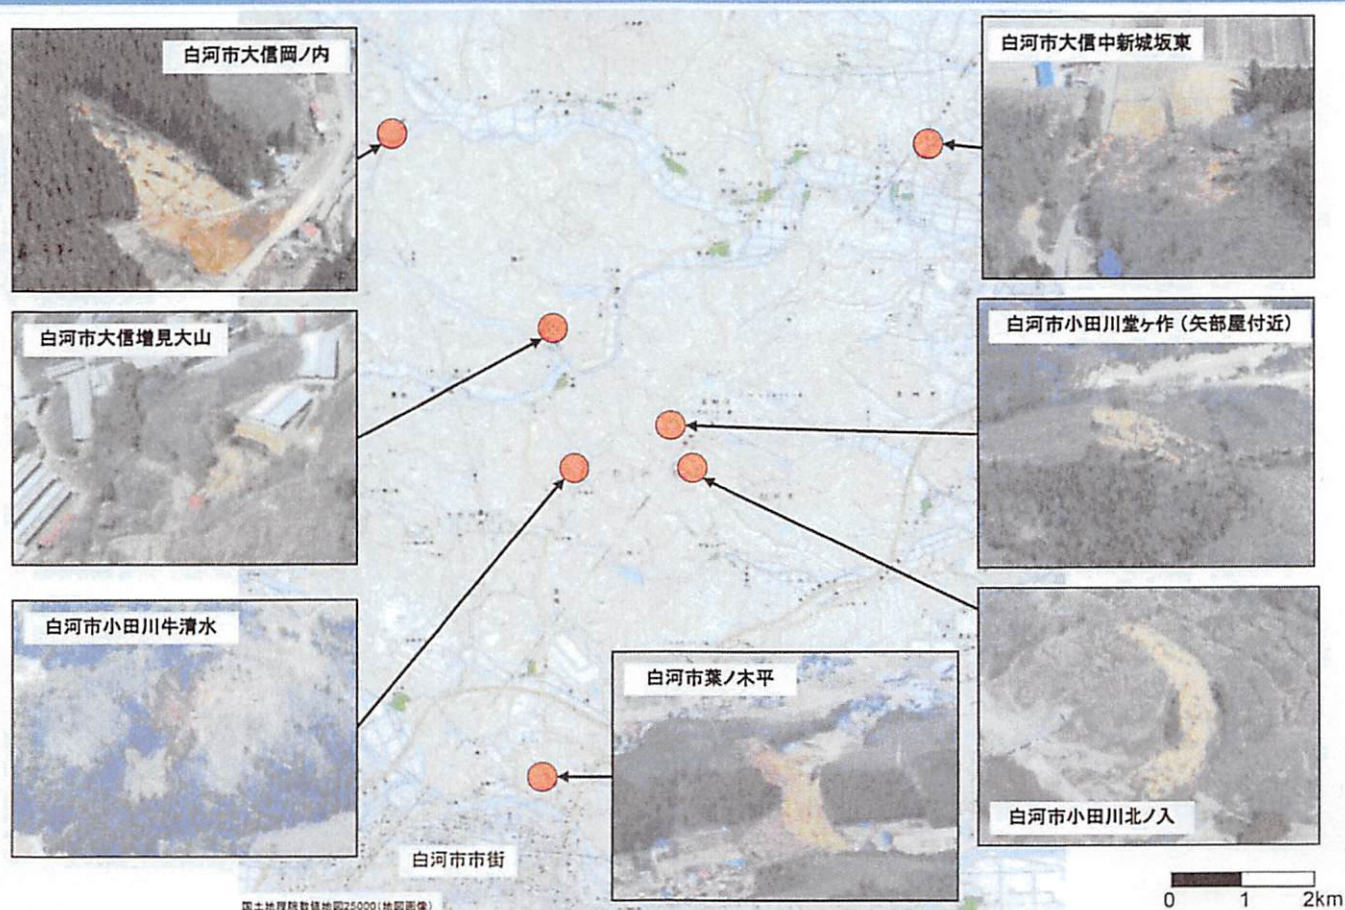 白河市大信岡ノ内
白河市大信中新城坂東
白河市大信増見大山
白河市小田川堂ヶ作（矢部屋付近）
白河市小田川牛清水
白河市葉ノ木平
白河市小田川北ノ入
白河市市街
国土地理院数値地図25000(地図画像)
0 1 2km